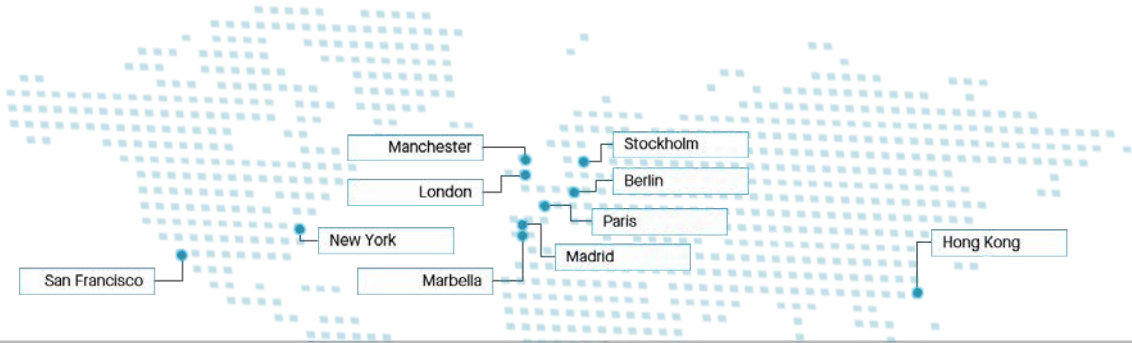 Manchester
Stockholm
London
Berlin
Paris
New York
Hong Kong
Madrid
San Francisco
Marbella